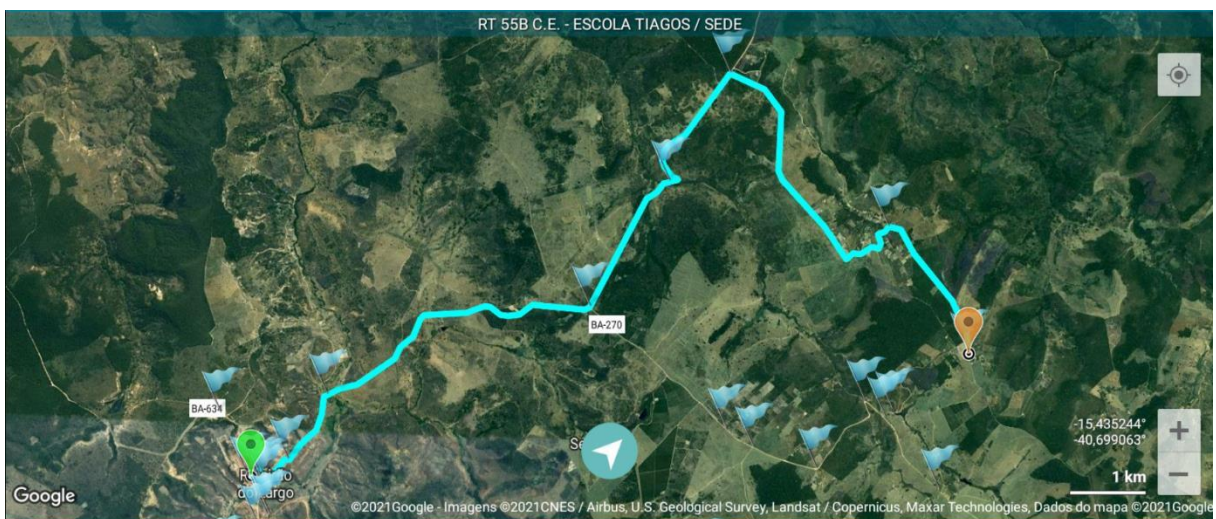 RT 55B C.E. - ESCOLA TIAGOS / SEDE
BA-270
BA-634
-15,435244°
-40,699063°
1 km
Google
©2021Google - Imagens ©2021CNES / Airbus, U.S. Geological Survey, Landsat / Copernicus, Maxar Technologies, Dados do mapa ©2021Google